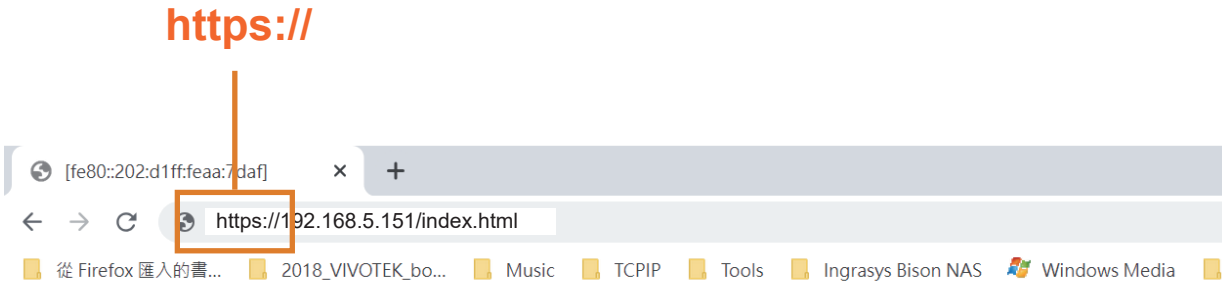 https://
[fe80::202:d1ff:feaa:7daf]
https://192.168.5.151/index.html
從 Firefox 匯入的書... 2018_VIVOTEK_bo... Music TCPIP Tools Ingrasys Bison NAS Windows Media